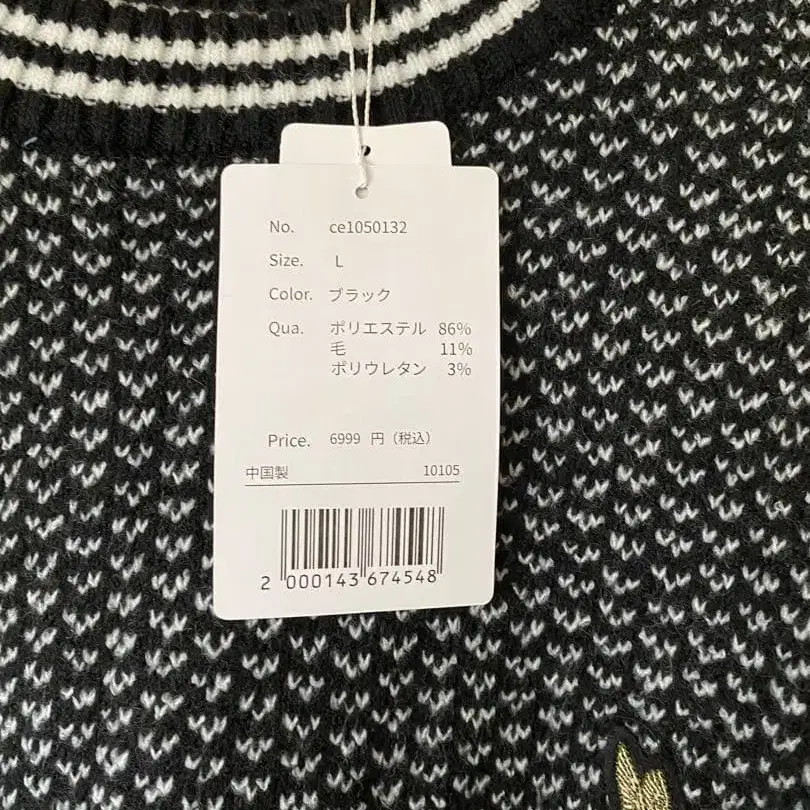 No. ce1050132
Size. L
Color. ブラック
Qua. ポリエステル 86%
毛 11%
ポリウレタン 3%
Price. 6999 円（税込）
中国製 10105
2 000143 674548